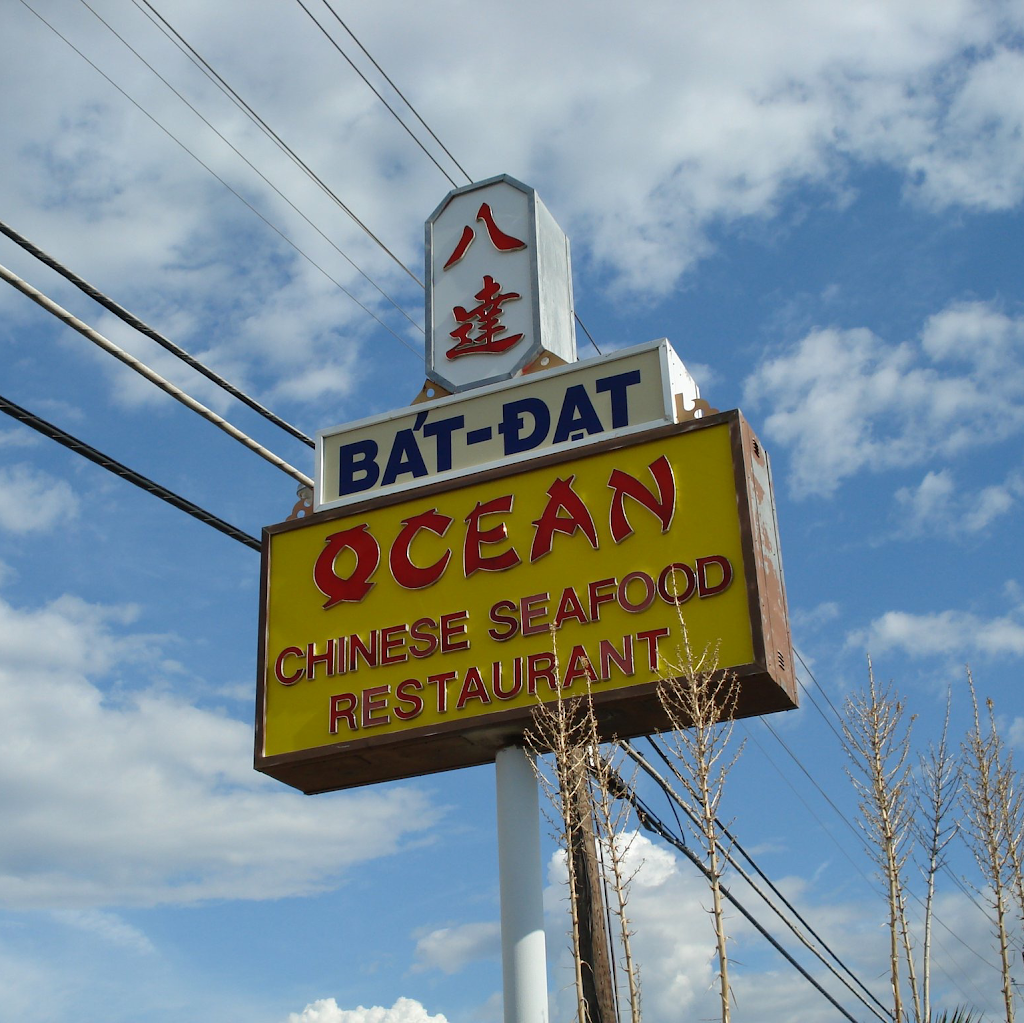 八
達
BÁT-ĐẠT
OCEAN
CHINESE SEAFOOD
RESTAURANT